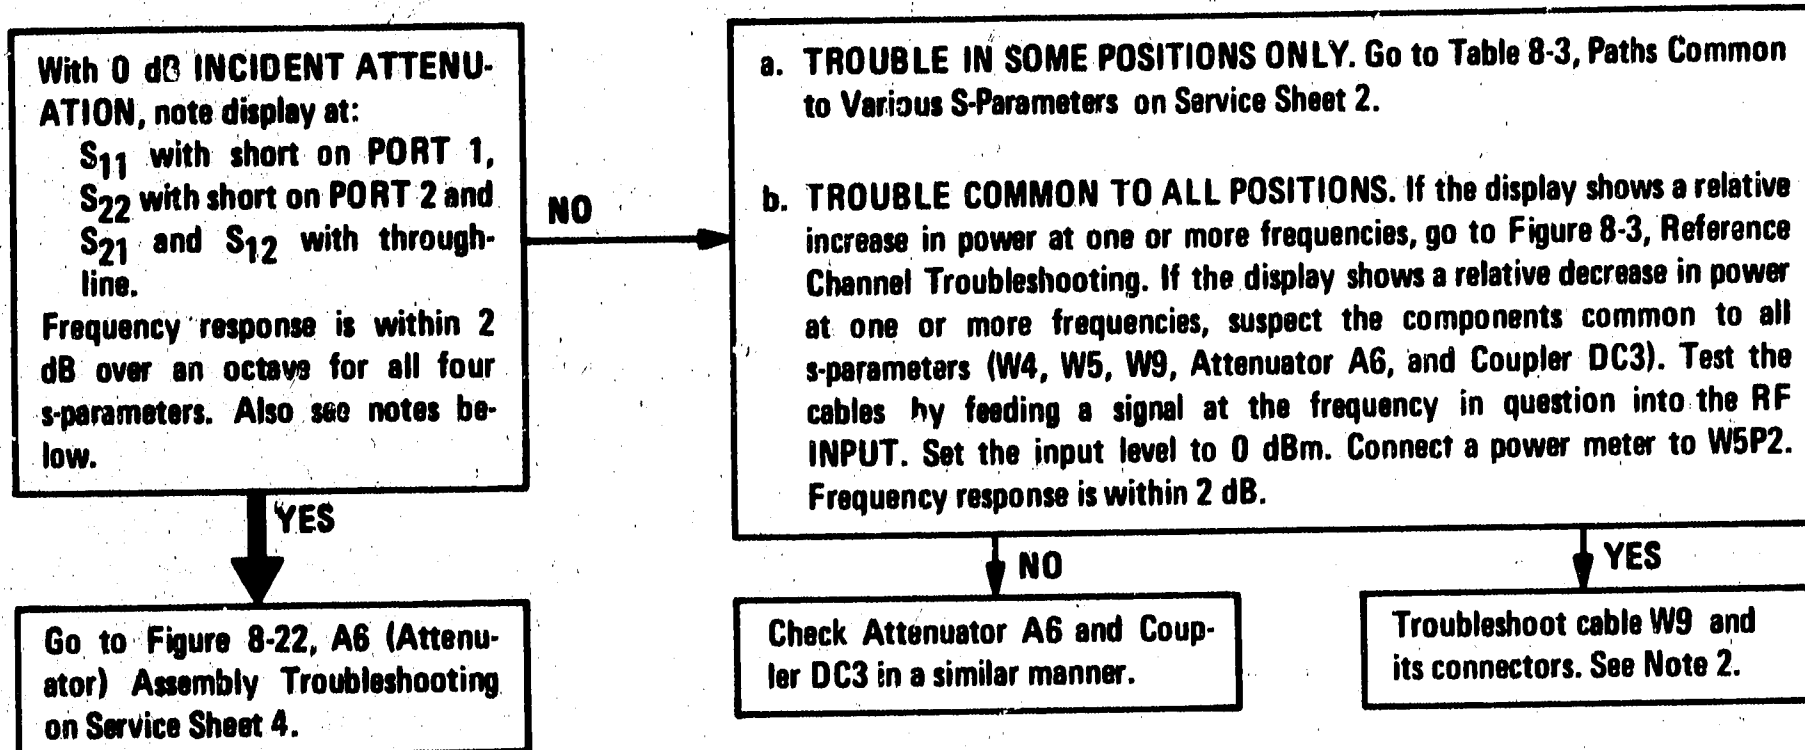 With 0 dB INCIDENT ATTENU-
ATION, note display at:
S11 with short on PORT 1,
S22 with short on PORT 2 and
S21 and S12 with through-
line.
Frequency response is within 2
dB over an octave for all four
s-parameters. Also see notes be-
low.
NO
a. TROUBLE IN SOME POSITIONS ONLY. Go to Table 8-3, Paths Common
to Various S-Parameters on Service Sheet 2.
b. TROUBLE COMMON TO ALL POSITIONS. If the display shows a relative
increase in power at one or more frequencies, go to Figure 8-3, Reference
Channel Troubleshooting. If the display shows a relative decrease in power
at one or more frequencies, suspect the components common to all
s-parameters (W4, W5, W9, Attenuator A6, and Coupler DC3). Test the
cables by feeding a signal at the frequency in question into the RF
INPUT. Set the input level to 0 dBm. Connect a power meter to W5P2.
Frequency response is within 2 dB.
YES
Go to Figure 8-22, A6 (Attenu-
ator) Assembly Troubleshooting
on Service Sheet 4.
NO
Check Attenuator A6 and Coup-
ler DC3 in a similar manner.
YES
Troubleshoot cable W9 and
its connectors. See Note 2.